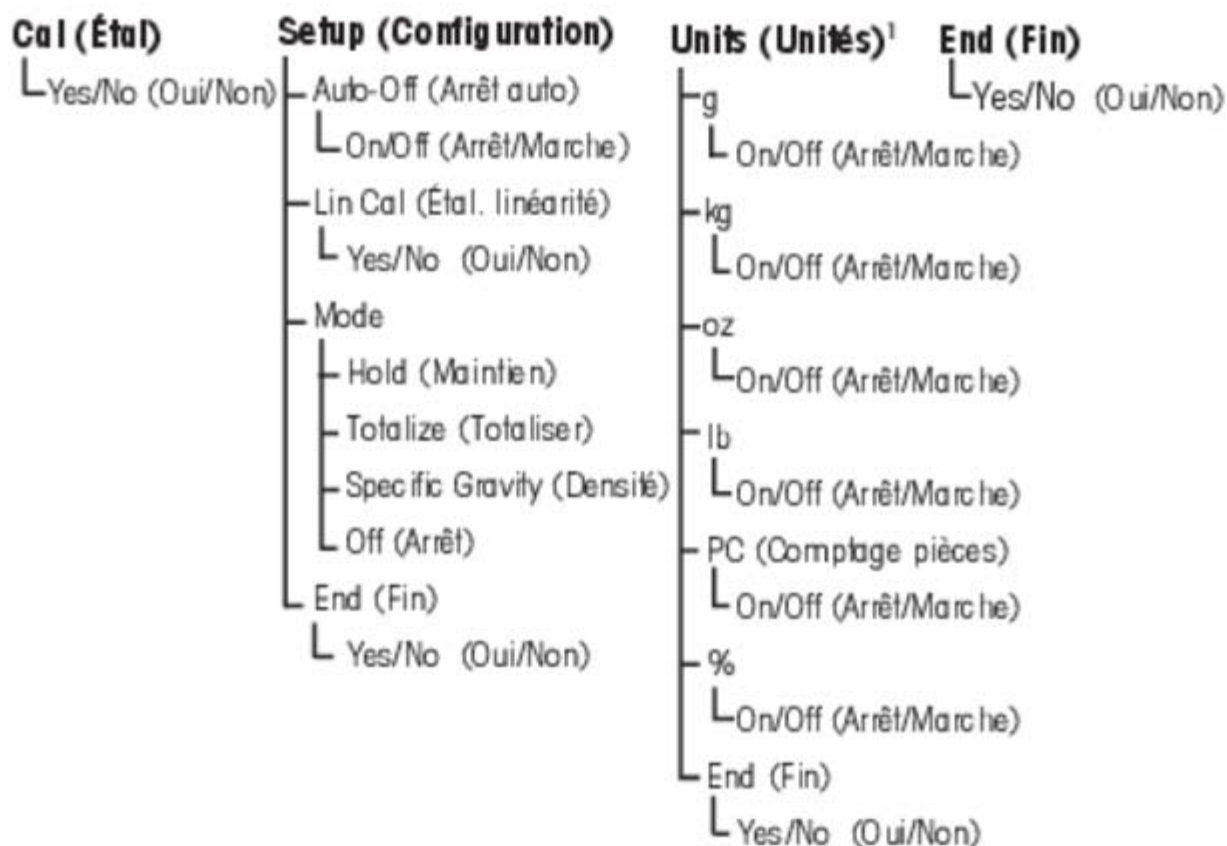 Cal (Étal)
Yes/No (Oui/Non)
Setup (Configuration)
Auto-Off (Arrêt auto)
On/Off (Arrêt/Marche)
Lin Cal (Étal. linéarité)
Yes/No (Oui/Non)
Mode
Hold (Maintien)
Totalize (Totaliser)
Specific Gravity (Densité)
Off (Arrêt)
End (Fin)
Yes/No (Oui/Non)
Units (Unités)¹
g
On/Off (Arrêt/Marche)
kg
On/Off (Arrêt/Marche)
oz
On/Off (Arrêt/Marche)
lb
On/Off (Arrêt/Marche)
PC (Comptage pièces)
On/Off (Arrêt/Marche)
%
On/Off (Arrêt/Marche)
End (Fin)
Yes/No (Oui/Non)
End (Fin)
Yes/No (Oui/Non)